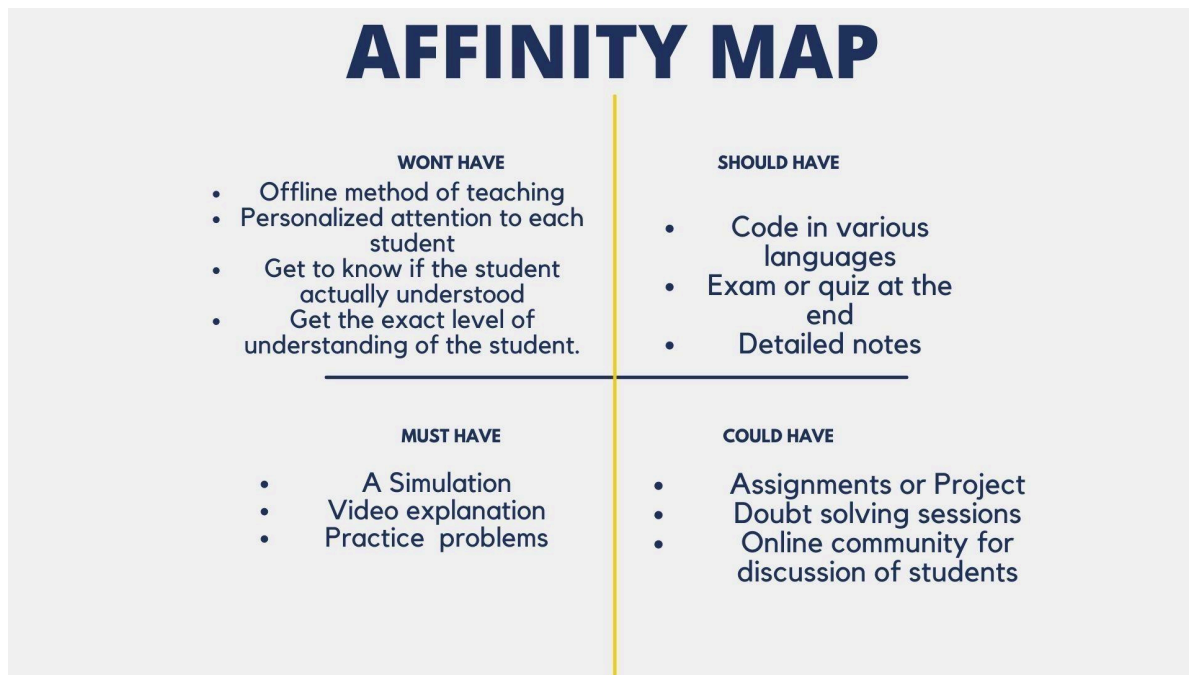 AFFINITY MAP
WONT HAVE
• Offline method of teaching
• Personalized attention to each
student
• Get to know if the student
actually understood
• Get the exact level of
understanding of the student.
SHOULD HAVE
• Code in various
languages
• Exam or quiz at the
end
• Detailed notes
MUST HAVE
• A Simulation
• Video explanation
• Practice problems
COULD HAVE
• Assignments or Project
• Doubt solving sessions
• Online community for
discussion of students